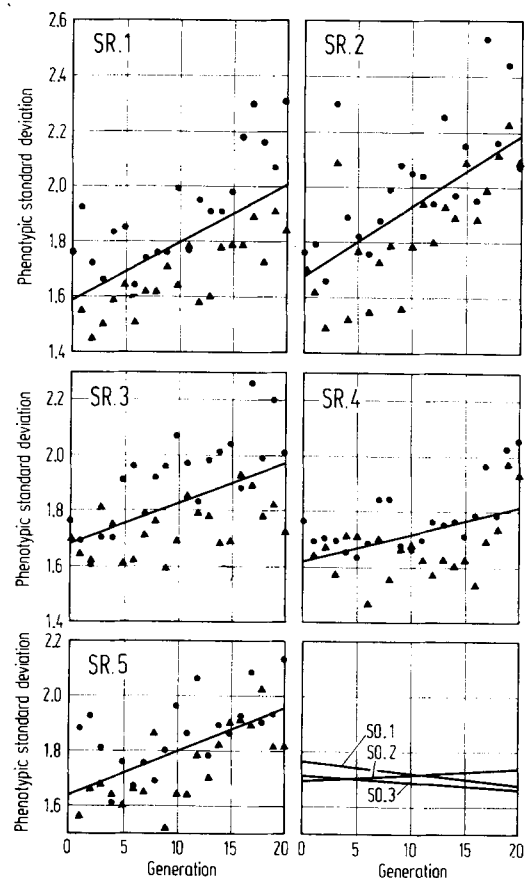 2.6
SR.1
SR.2
2.4
2.2
2.0
1.8
1.6
1.4
Phenotypic standard deviation
SR.3
SR.4
2.2
2.0
1.8
1.6
1.4
Phenotypic standard deviation
SR.5
2.2
2.0
1.8
1.6
Phenotypic standard deviation
SO.1
SO.2
SO.3
0 5 10 15 20
0 5 10 15 20
Generation
Generation